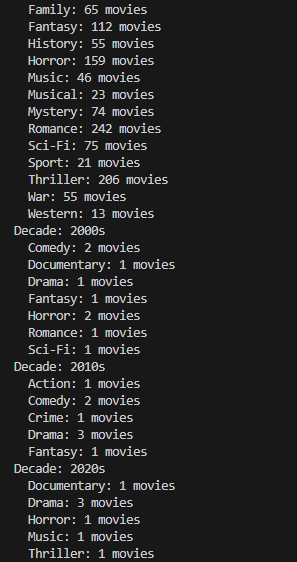 Family: 65 movies
Fantasy: 112 movies
History: 55 movies
Horror: 159 movies
Music: 46 movies
Musical: 23 movies
Mystery: 74 movies
Romance: 242 movies
Sci-Fi: 75 movies
Sport: 21 movies
Thriller: 206 movies
War: 55 movies
Western: 13 movies
Decade: 2000s
Comedy: 2 movies
Documentary: 1 movies
Drama: 1 movies
Fantasy: 1 movies
Horror: 2 movies
Romance: 1 movies
Sci-Fi: 1 movies
Decade: 2010s
Action: 1 movies
Comedy: 2 movies
Crime: 1 movies
Drama: 3 movies
Fantasy: 1 movies
Decade: 2020s
Documentary: 1 movies
Drama: 3 movies
Horror: 1 movies
Music: 1 movies
Thriller: 1 movies